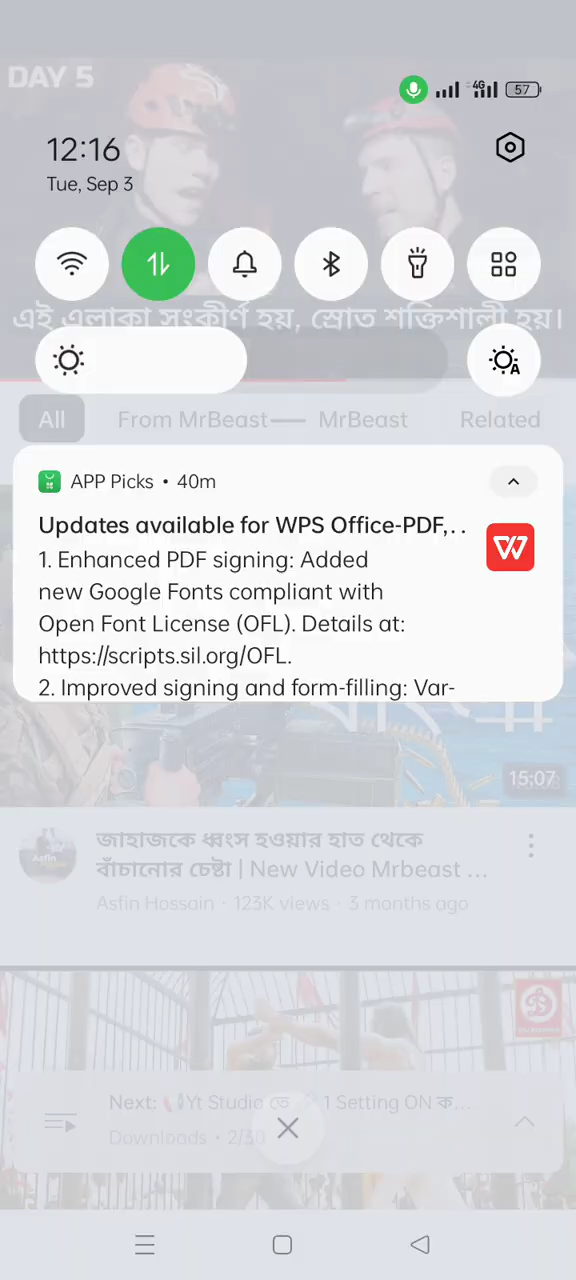 DAY 5
4G
57
12:16
Tue, Sep 3
এই এলাকা সংকীর্ণ হয়, স্রোত শক্তিশালী হয়।
A
All
From MrBeast
MrBeast
Related
APP Picks • 40m
Updates available for WPS Office-PDF,..
1. Enhanced PDF signing: Added
new Google Fonts compliant with
Open Font License (OFL). Details at:
https://scripts.sil.org/OFL.
2. Improved signing and form-filling: Var-
15:07
জাহাজকে ধ্বংস হওয়ার হাত থেকে
বাঁচানোর চেষ্টা | New Video Mrbeast ...
Asfin Hossain · 123K views · 3 months ago
Next: Yt Studio তে 1 Setting ON ক...
Downloads • 2/30